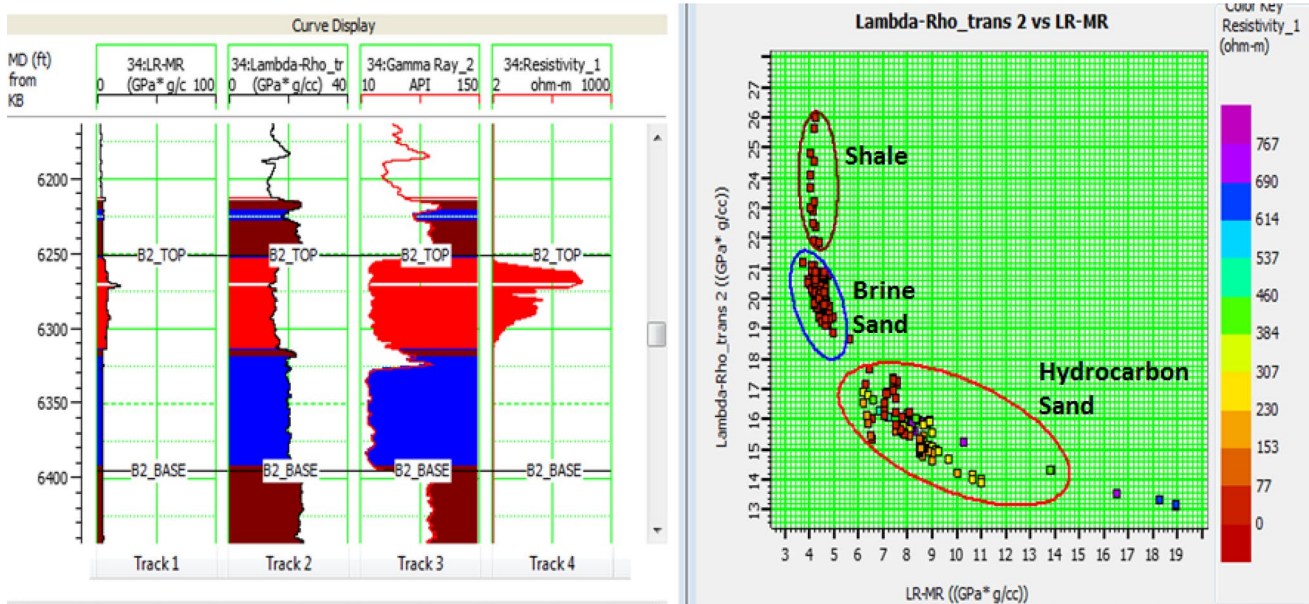 Curve Display
MD (ft)
from
KB
34:LR-MR
0 (GPa* g/c 100
34:Lambda-Rho_tr
0 (GPa* g/cc) 40
34:Gamma Ray_2
10 API 150
34:Resistivity_1
2 ohm-m 1000
6200
6250
B2_TOP B2_TOP B2_TOP B2_TOP
6300
6350
6400
B2_BASE B2_BASE B2_BASE B2_BASE
Track 1 Track 2 Track 3 Track 4
Lambda-Rho_trans 2 vs LR-MR
Color Key
Resistivity_1
(ohm-m)
Lambda-Rho_trans 2 ((GPa* g/cc)
27
26
25
24
23
22
21
20
19
18
17
16
15
14
13
Shale
Brine
Sand
Hydrocarbon
Sand
3 4 5 6 7 8 9 10 11 12 13 14 15 16 17 18 19
LR-MR ((GPa* g/cc))
767
690
614
537
460
384
307
230
153
77
0